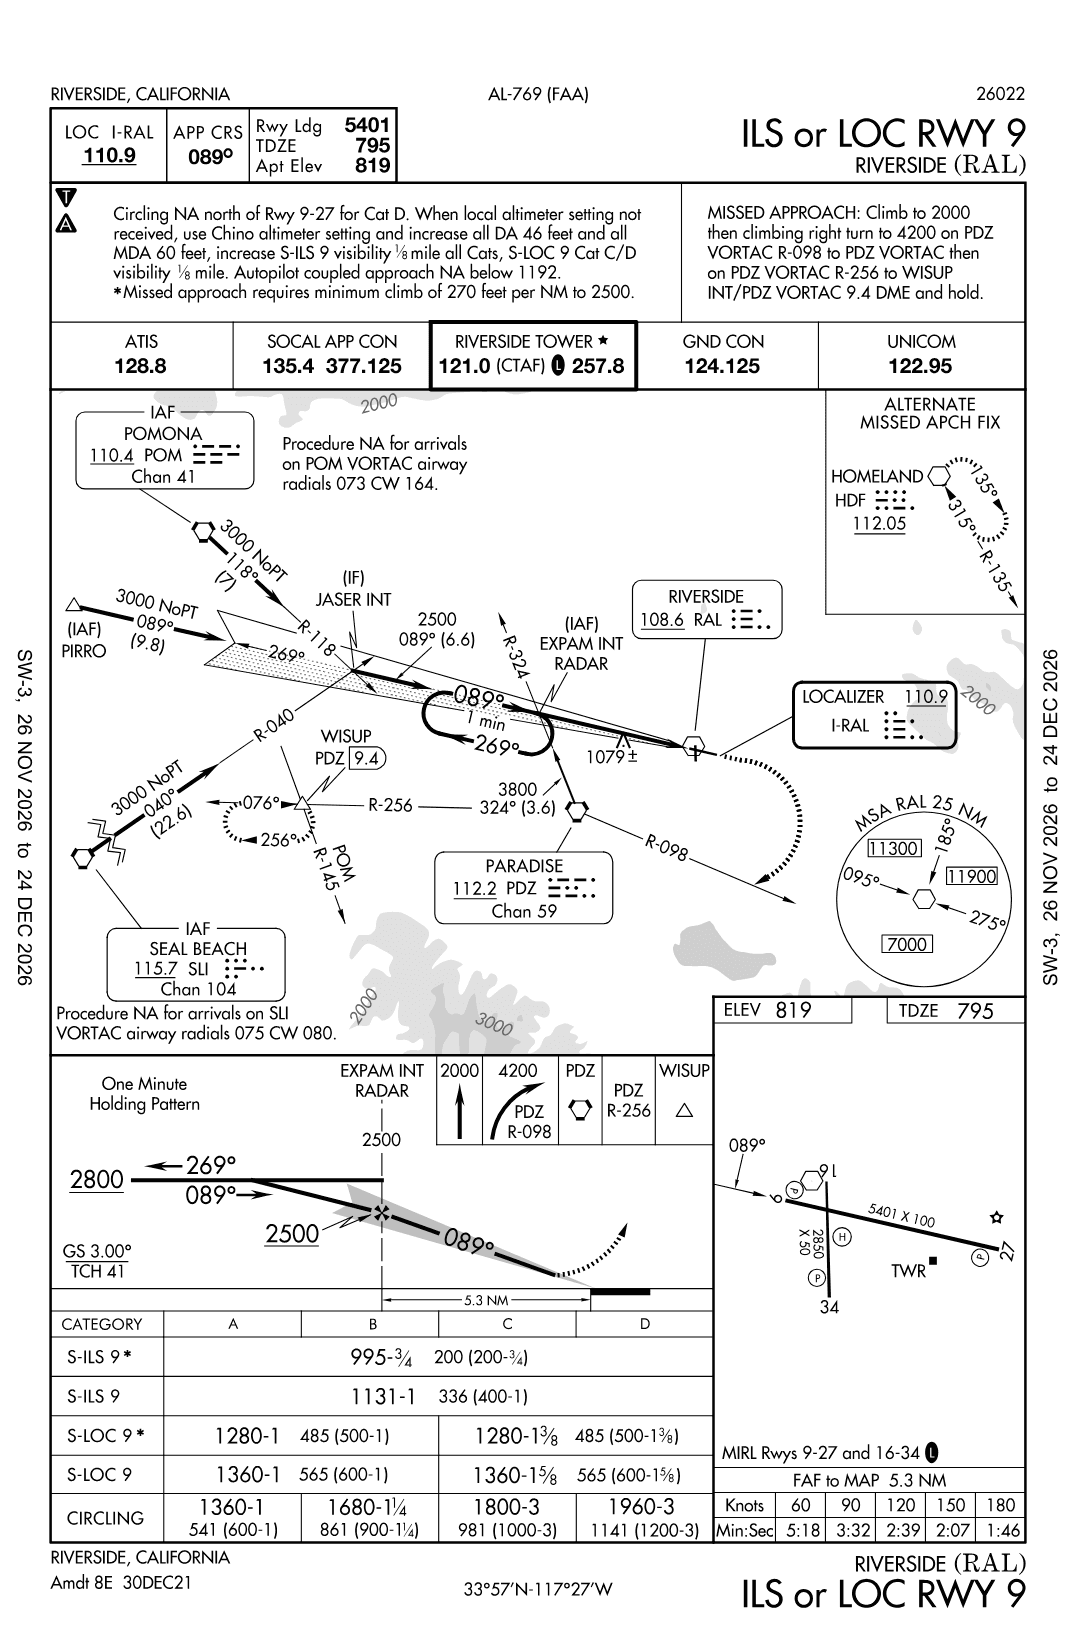 RIVERSIDE, CALIFORNIA
AL-769 (FAA)
26022
LOC I-RAL
110.9
APP CRS
089°
Rwy Ldg 5401
TDZE 795
Apt Elev 819
ILS or LOC RWY 9
RIVERSIDE (RAL)
T
A
Circling NA north of Rwy 9-27 for Cat D. When local altimeter setting not
received, use Chino altimeter setting and increase all DA 46 feet and all
MDA 60 feet, increase S-ILS 9 visibility ⅛ mile all Cats, S-LOC 9 Cat C/D
visibility ⅛ mile. Autopilot coupled approach NA below 1192.
*Missed approach requires minimum climb of 270 feet per NM to 2500.
MISSED APPROACH: Climb to 2000
then climbing right turn to 4200 on PDZ
VORTAC R-098 to PDZ VORTAC then
on PDZ VORTAC R-256 to WISUP
INT/PDZ VORTAC 9.4 DME and hold.
ATIS
128.8
SOCAL APP CON
135.4 377.125
RIVERSIDE TOWER ★
121.0 (CTAF) L 257.8
GND CON
124.125
UNICOM
122.95
2000
IAF
POMONA
110.4 POM
Chan 41
Procedure NA for arrivals
on POM VORTAC airway
radials 073 CW 164.
ALTERNATE
MISSED APCH FIX
HOMELAND
HDF
112.05
135°
315°
R-135
3000 NoPT
118°
(7)
R-118
(IF)
JASER INT
3000 NoPT
089°
(9.8)
(IAF)
PIRRO
269°
2500
089° (6.6)
R-324
(IAF)
EXPAM INT
RADAR
RIVERSIDE
108.6 RAL
LOCALIZER 110.9
I-RAL
2000
089°
1 min
269°
1079±
R-040
WISUP
PDZ 9.4
3000 NoPT
040°
(22.6)
076°
256°
R-256
3800
324° (3.6)
POM
R-145
R-098
PARADISE
112.2 PDZ
Chan 59
MSA RAL 25 NM
11300
185°
095°
11900
275°
7000
IAF
SEAL BEACH
115.7 SLI
Chan 104
Procedure NA for arrivals on SLI
VORTAC airway radials 075 CW 080.
2000
3000
SW-3, 26 NOV 2026 to 24 DEC 2026
SW-3, 26 NOV 2026 to 24 DEC 2026
One Minute
Holding Pattern
EXPAM INT
RADAR
2500
2000
4200
PDZ
R-098
PDZ
PDZ
R-256
WISUP
2800
269°
089°
2500
089°
GS 3.00°
TCH 41
5.3 NM
ELEV 819
TDZE 795
089°
9
16
5401 X 100
2850
X 50
P
H
P
P
TWR
27
34
MIRL Rwys 9-27 and 16-34 L
FAF to MAP 5.3 NM
Knots 60 90 120 150 180
Min:Sec 5:18 3:32 2:39 2:07 1:46
CATEGORY A B C D
S-ILS 9* 995-¾ 200 (200-¾)
S-ILS 9 1131-1 336 (400-1)
S-LOC 9* 1280-1 485 (500-1) 1280-1⅜ 485 (500-1⅜)
S-LOC 9 1360-1 565 (600-1) 1360-1⅝ 565 (600-1⅝)
CIRCLING 1360-1 1680-1¼ 1800-3 1960-3
541 (600-1) 861 (900-1¼) 981 (1000-3) 1141 (1200-3)
RIVERSIDE, CALIFORNIA
Amdt 8E 30DEC21
33°57'N-117°27'W
RIVERSIDE (RAL)
ILS or LOC RWY 9